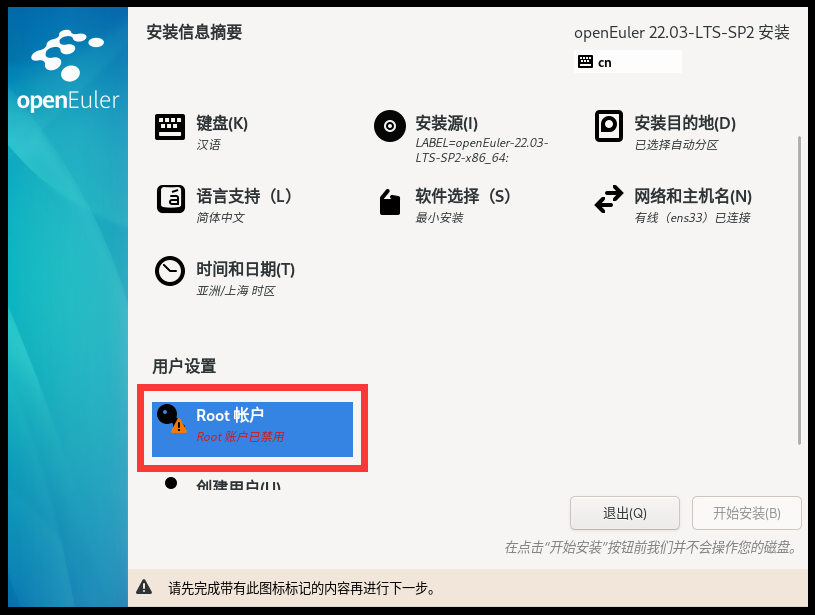 openEuler
安装信息摘要
openEuler 22.03-LTS-SP2 安装
cn
键盘(K)
汉语
安装源(I)
LABEL=openEuler-22.03-
LTS-SP2-x86_64:
安装目的地(D)
已选择自动分区
语言支持（L）
简体中文
软件选择（S）
最小安装
网络和主机名(N)
有线（ens33）已连接
时间和日期(T)
亚洲/上海 时区
用户设置
Root 帐户
Root 账户已禁用
创建用户(U)
退出(Q)
开始安装(B)
在点击“开始安装”按钮前我们并不会操作您的磁盘。
请先完成带有此图标标记的内容再进行下一步。